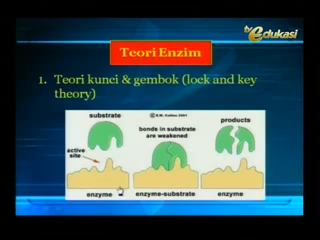 tv edukasi
Teori Enzim
1. Teori kunci & gembok (lock and key
theory)
substrate
active
site
enzyme
bonds in substrate
are weakened
enzyme-substrate
products
enzyme